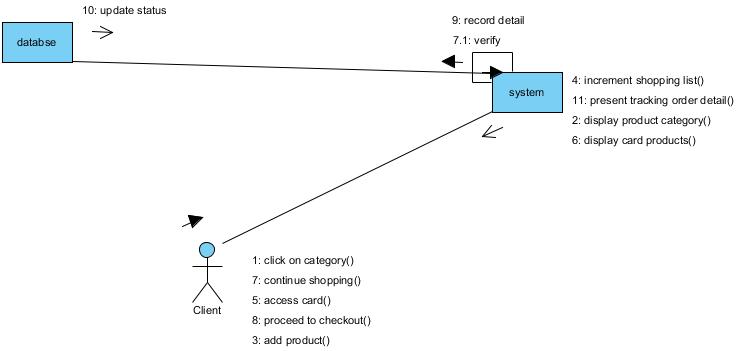 10: update status
9: record detail
7.1: verify
databse
system
4: increment shopping list()
11: present tracking order detail()
2: display product category()
6: display card products()
1: click on category()
7: continue shopping()
5: access card()
8: proceed to checkout()
3: add product()
Client